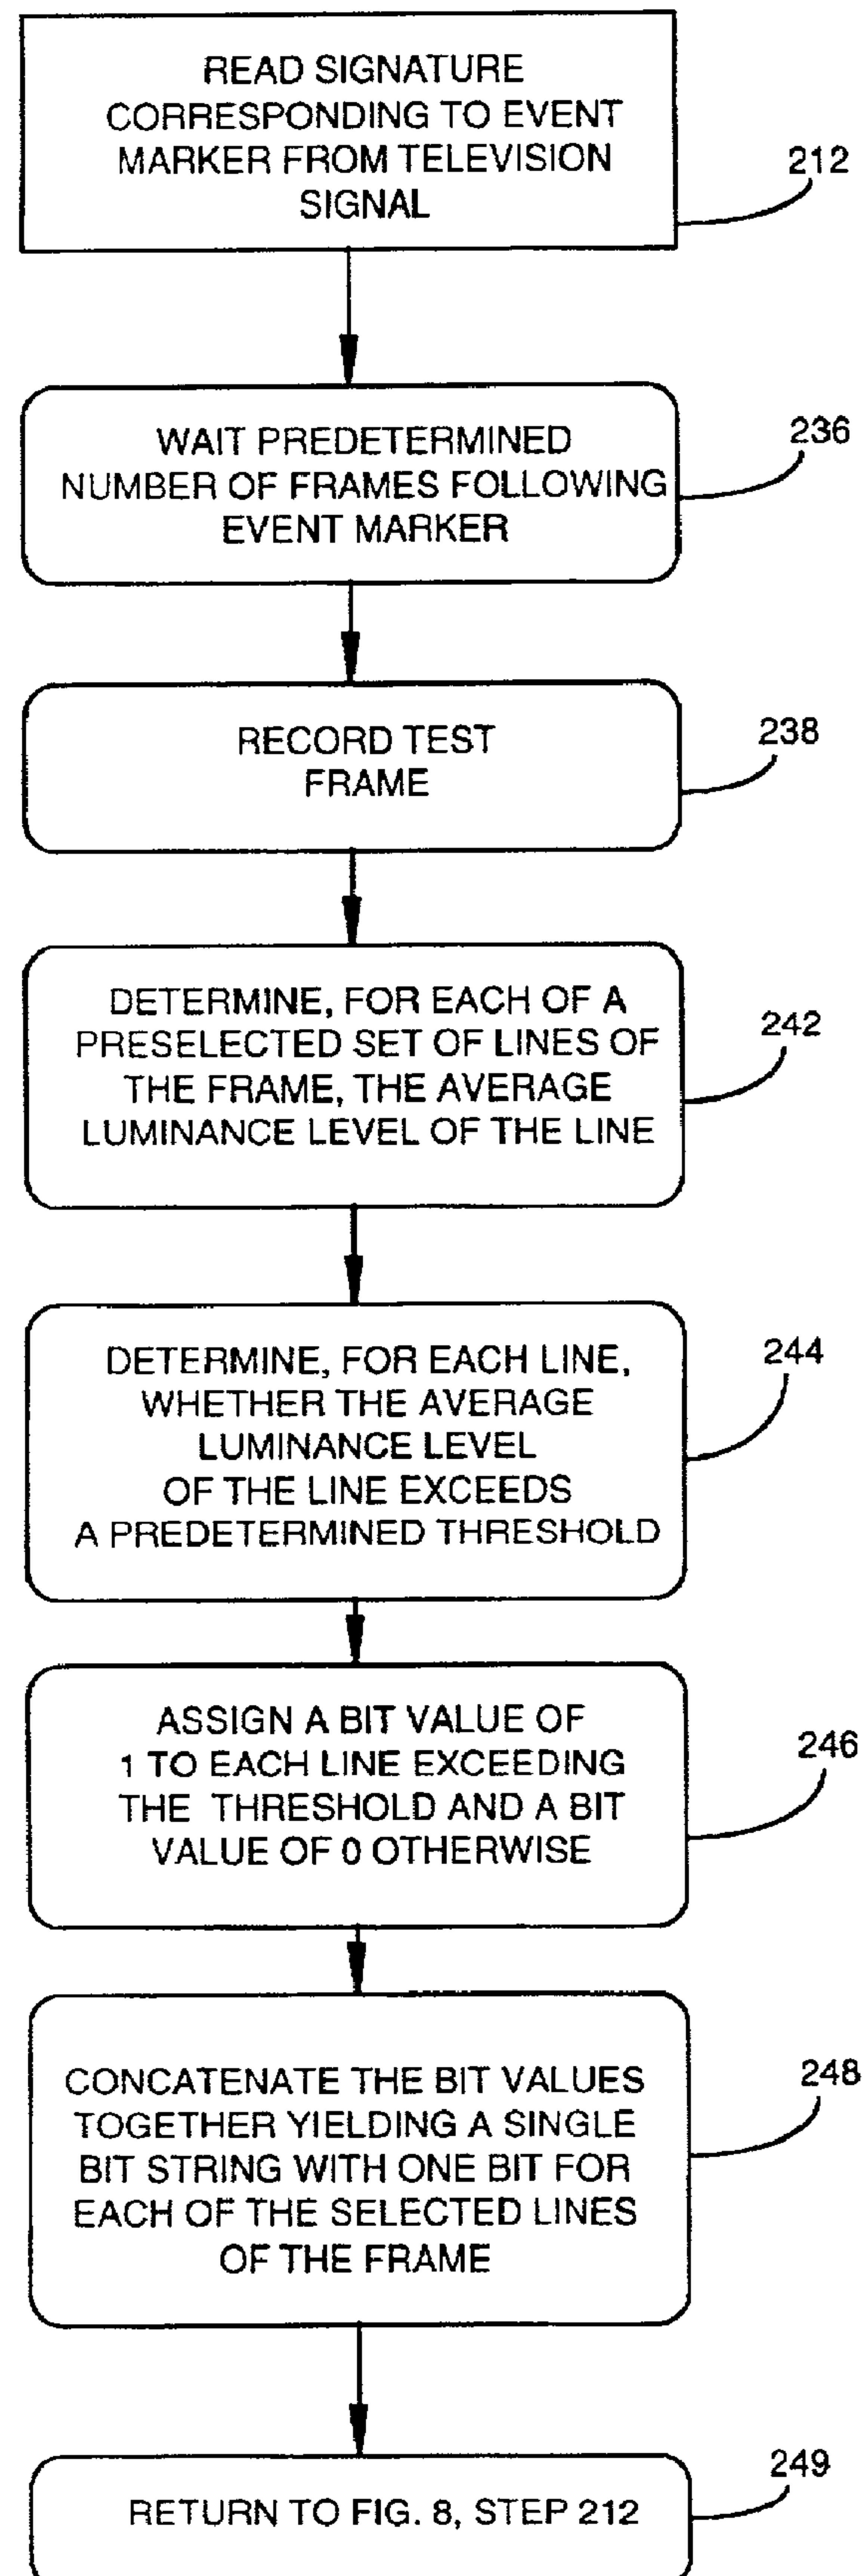 READ SIGNATURE
CORRESPONDING TO EVENT
MARKER FROM TELEVISION
SIGNAL
212
WAIT PREDETERMINED
NUMBER OF FRAMES FOLLOWING
EVENT MARKER
236
RECORD TEST
FRAME
238
DETERMINE, FOR EACH OF A
PRESELECTED SET OF LINES OF
THE FRAME, THE AVERAGE
LUMINANCE LEVEL OF THE LINE
242
DETERMINE, FOR EACH LINE,
WHETHER THE AVERAGE
LUMINANCE LEVEL
OF THE LINE EXCEEDS
A PREDETERMINED THRESHOLD
244
ASSIGN A BIT VALUE OF
1 TO EACH LINE EXCEEDING
THE THRESHOLD AND A BIT
VALUE OF 0 OTHERWISE
246
CONCATENATE THE BIT VALUES
TOGETHER YIELDING A SINGLE
BIT STRING WITH ONE BIT FOR
EACH OF THE SELECTED LINES
OF THE FRAME
248
RETURN TO FIG. 8, STEP 212
249